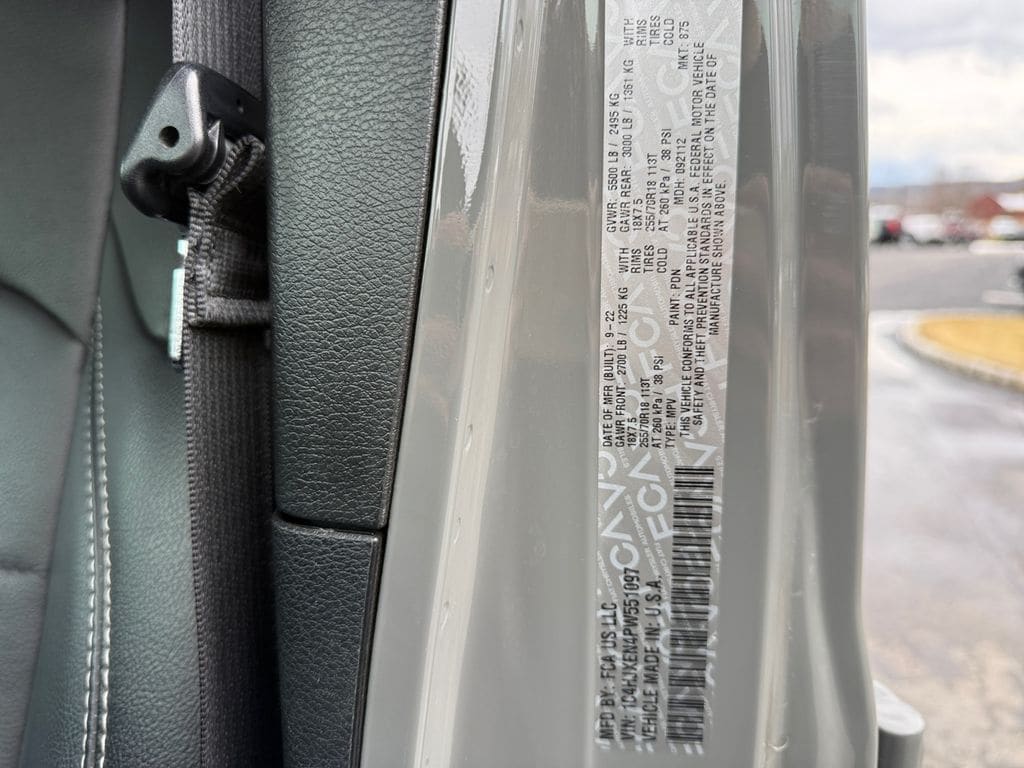 MFD BY: FCA US LLC
VIN: 1C4HJXEN4PW551097
VEHICLE MADE IN: U.S.A.
DATE OF MFR (BUILT): 9-22 GVWR: 5500 LB / 2495 KG
GAWR FRONT: 2700 LB / 1225 KG WITH GAWR REAR: 3000 LB / 1361 KG WITH
18X7.5 RIMS 18X7.5 RIMS
255/70R18 113T TIRES 255/70R18 113T TIRES
AT 260 kPa / 38 PSI COLD AT 260 kPa / 38 PSI COLD
TYPE: MPV PAINT: PDN MDH: 092112 MKT: 875
THIS VEHICLE CONFORMS TO ALL APPLICABLE U.S.A. FEDERAL MOTOR VEHICLE
SAFETY AND THEFT PREVENTION STANDARDS IN EFFECT ON THE DATE OF
MANUFACTURE SHOWN ABOVE.